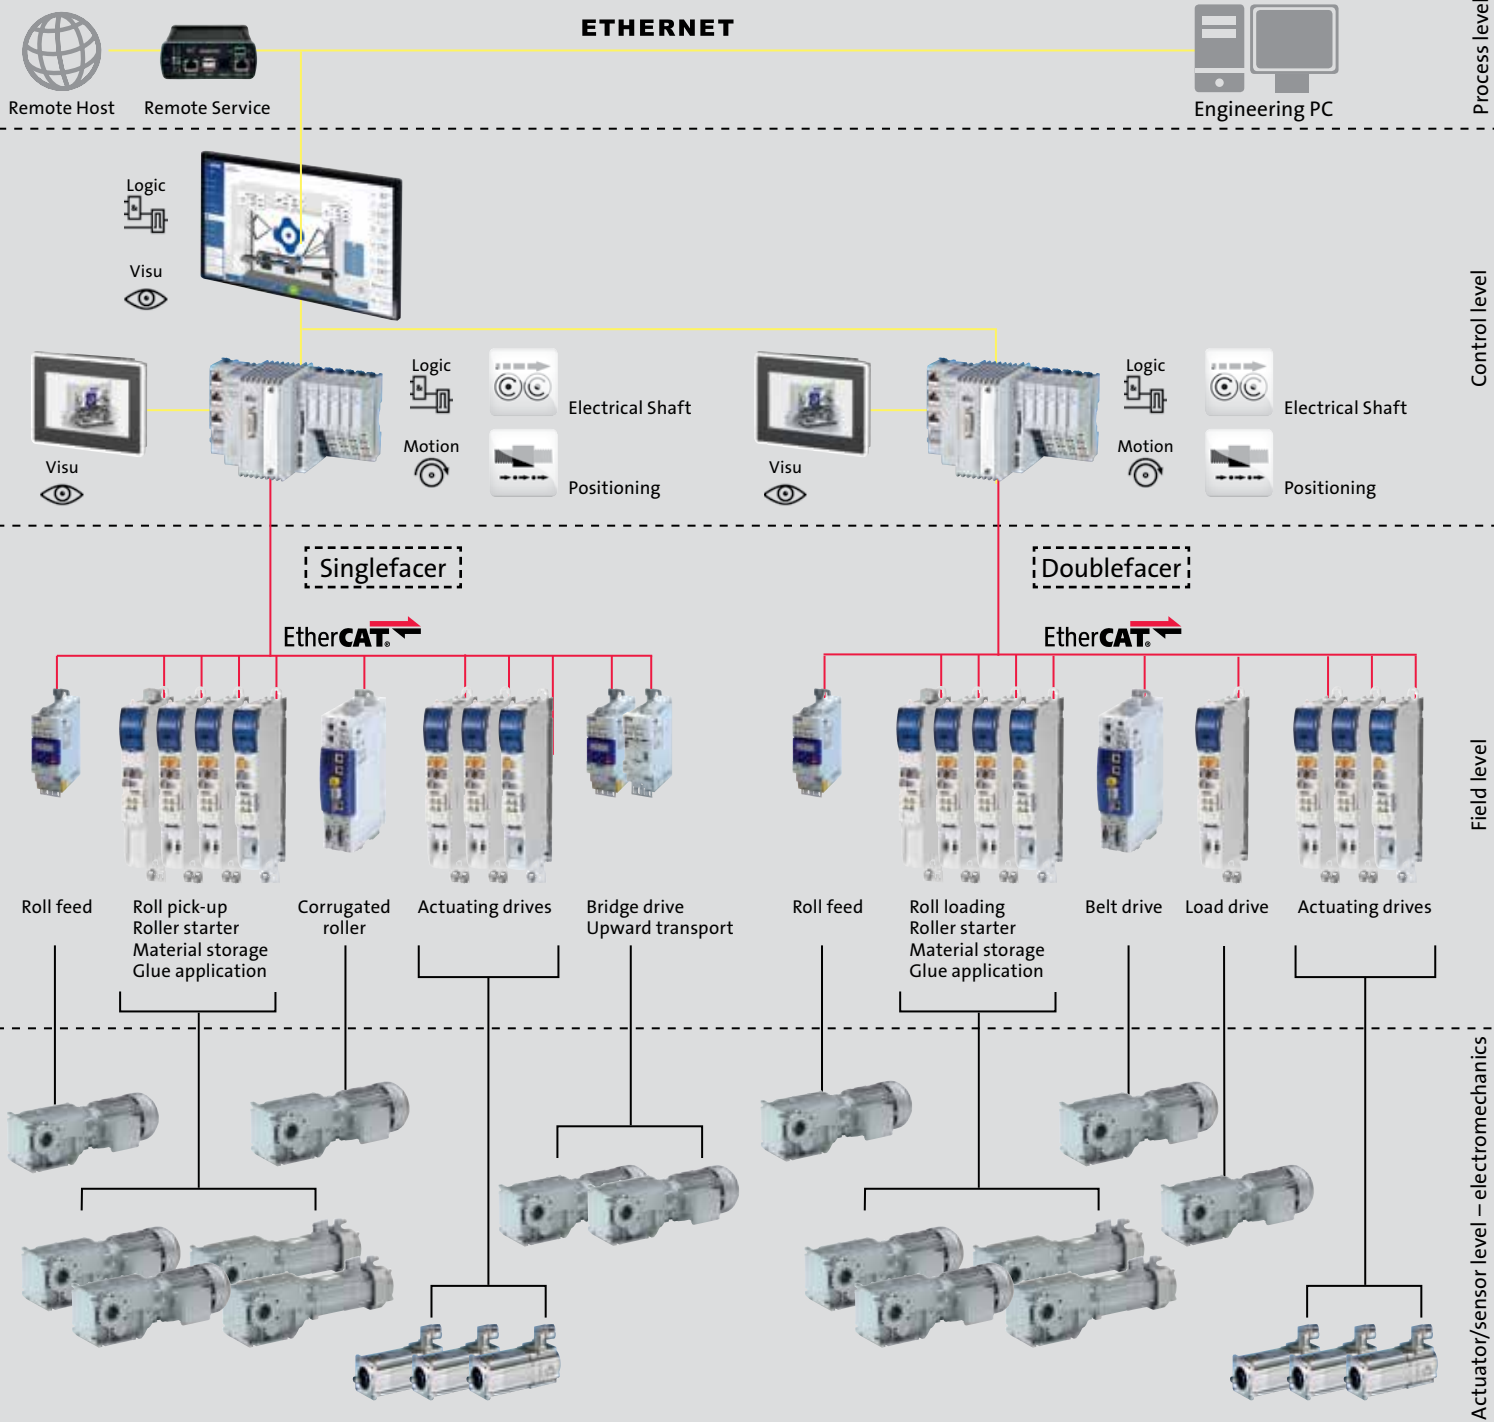 ETHERNET
Remote Host
Remote Service
Engineering PC
Process level
Logic
Visu
Control level
Visu
Logic
Motion
Electrical Shaft
Positioning
Visu
Logic
Motion
Electrical Shaft
Positioning
Singlefacer
Doublefacer
EtherCAT®
EtherCAT®
Field level
Roll feed
Roll pick-up
Roller starter
Material storage
Glue application
Corrugated
roller
Actuating drives
Bridge drive
Upward transport
Roll feed
Roll loading
Roller starter
Material storage
Glue application
Belt drive
Load drive
Actuating drives
Actuator/sensor level – electromechanics